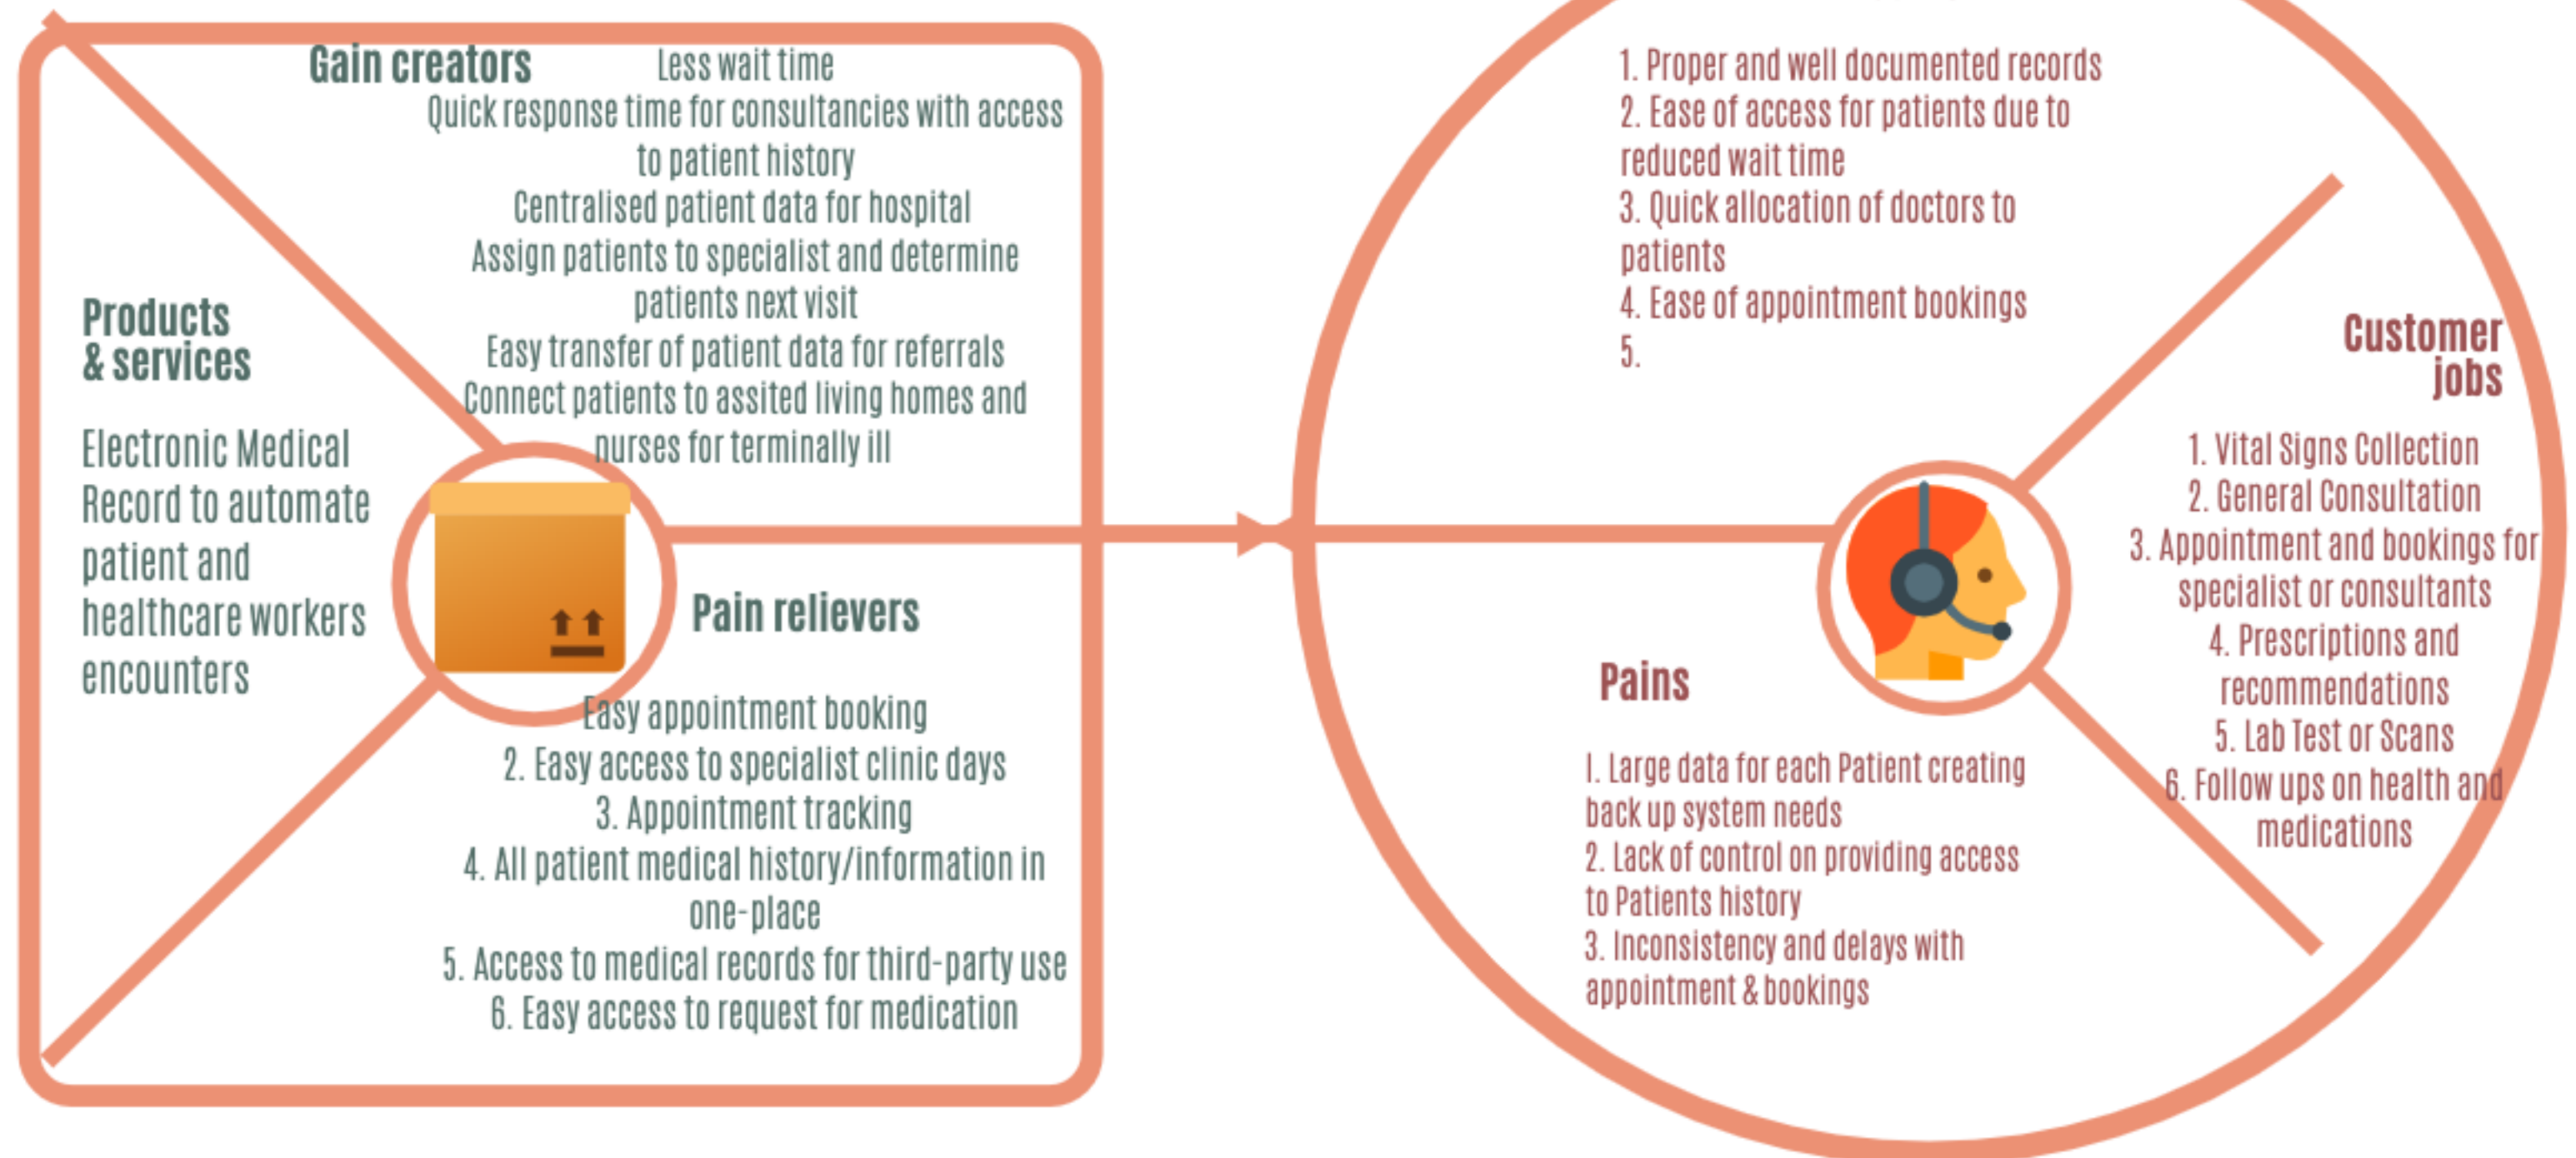 Gain creators
Less wait time
Quick response time for consultancies with access
to patient history
Centralised patient data for hospital
Assign patients to specialist and determine
patients next visit
Easy transfer of patient data for referrals
Connect patients to assited living homes and
nurses for terminally ill
Products
& services
Electronic Medical
Record to automate
patient and
healthcare workers
encounters
Pain relievers
Easy appointment booking
2. Easy access to specialist clinic days
3. Appointment tracking
4. All patient medical history/information in
one-place
5. Access to medical records for third-party use
6. Easy access to request for medication
1. Proper and well documented records
2. Ease of access for patients due to
reduced wait time
3. Quick allocation of doctors to
patients
4. Ease of appointment bookings
5.
Customer
jobs
1. Vital Signs Collection
2. General Consultation
3. Appointment and bookings for
specialist or consultants
4. Prescriptions and
recommendations
5. Lab Test or Scans
6. Follow ups on health and
medications
Pains
1. Large data for each Patient creating
back up system needs
2. Lack of control on providing access
to Patients history
3. Inconsistency and delays with
appointment & bookings